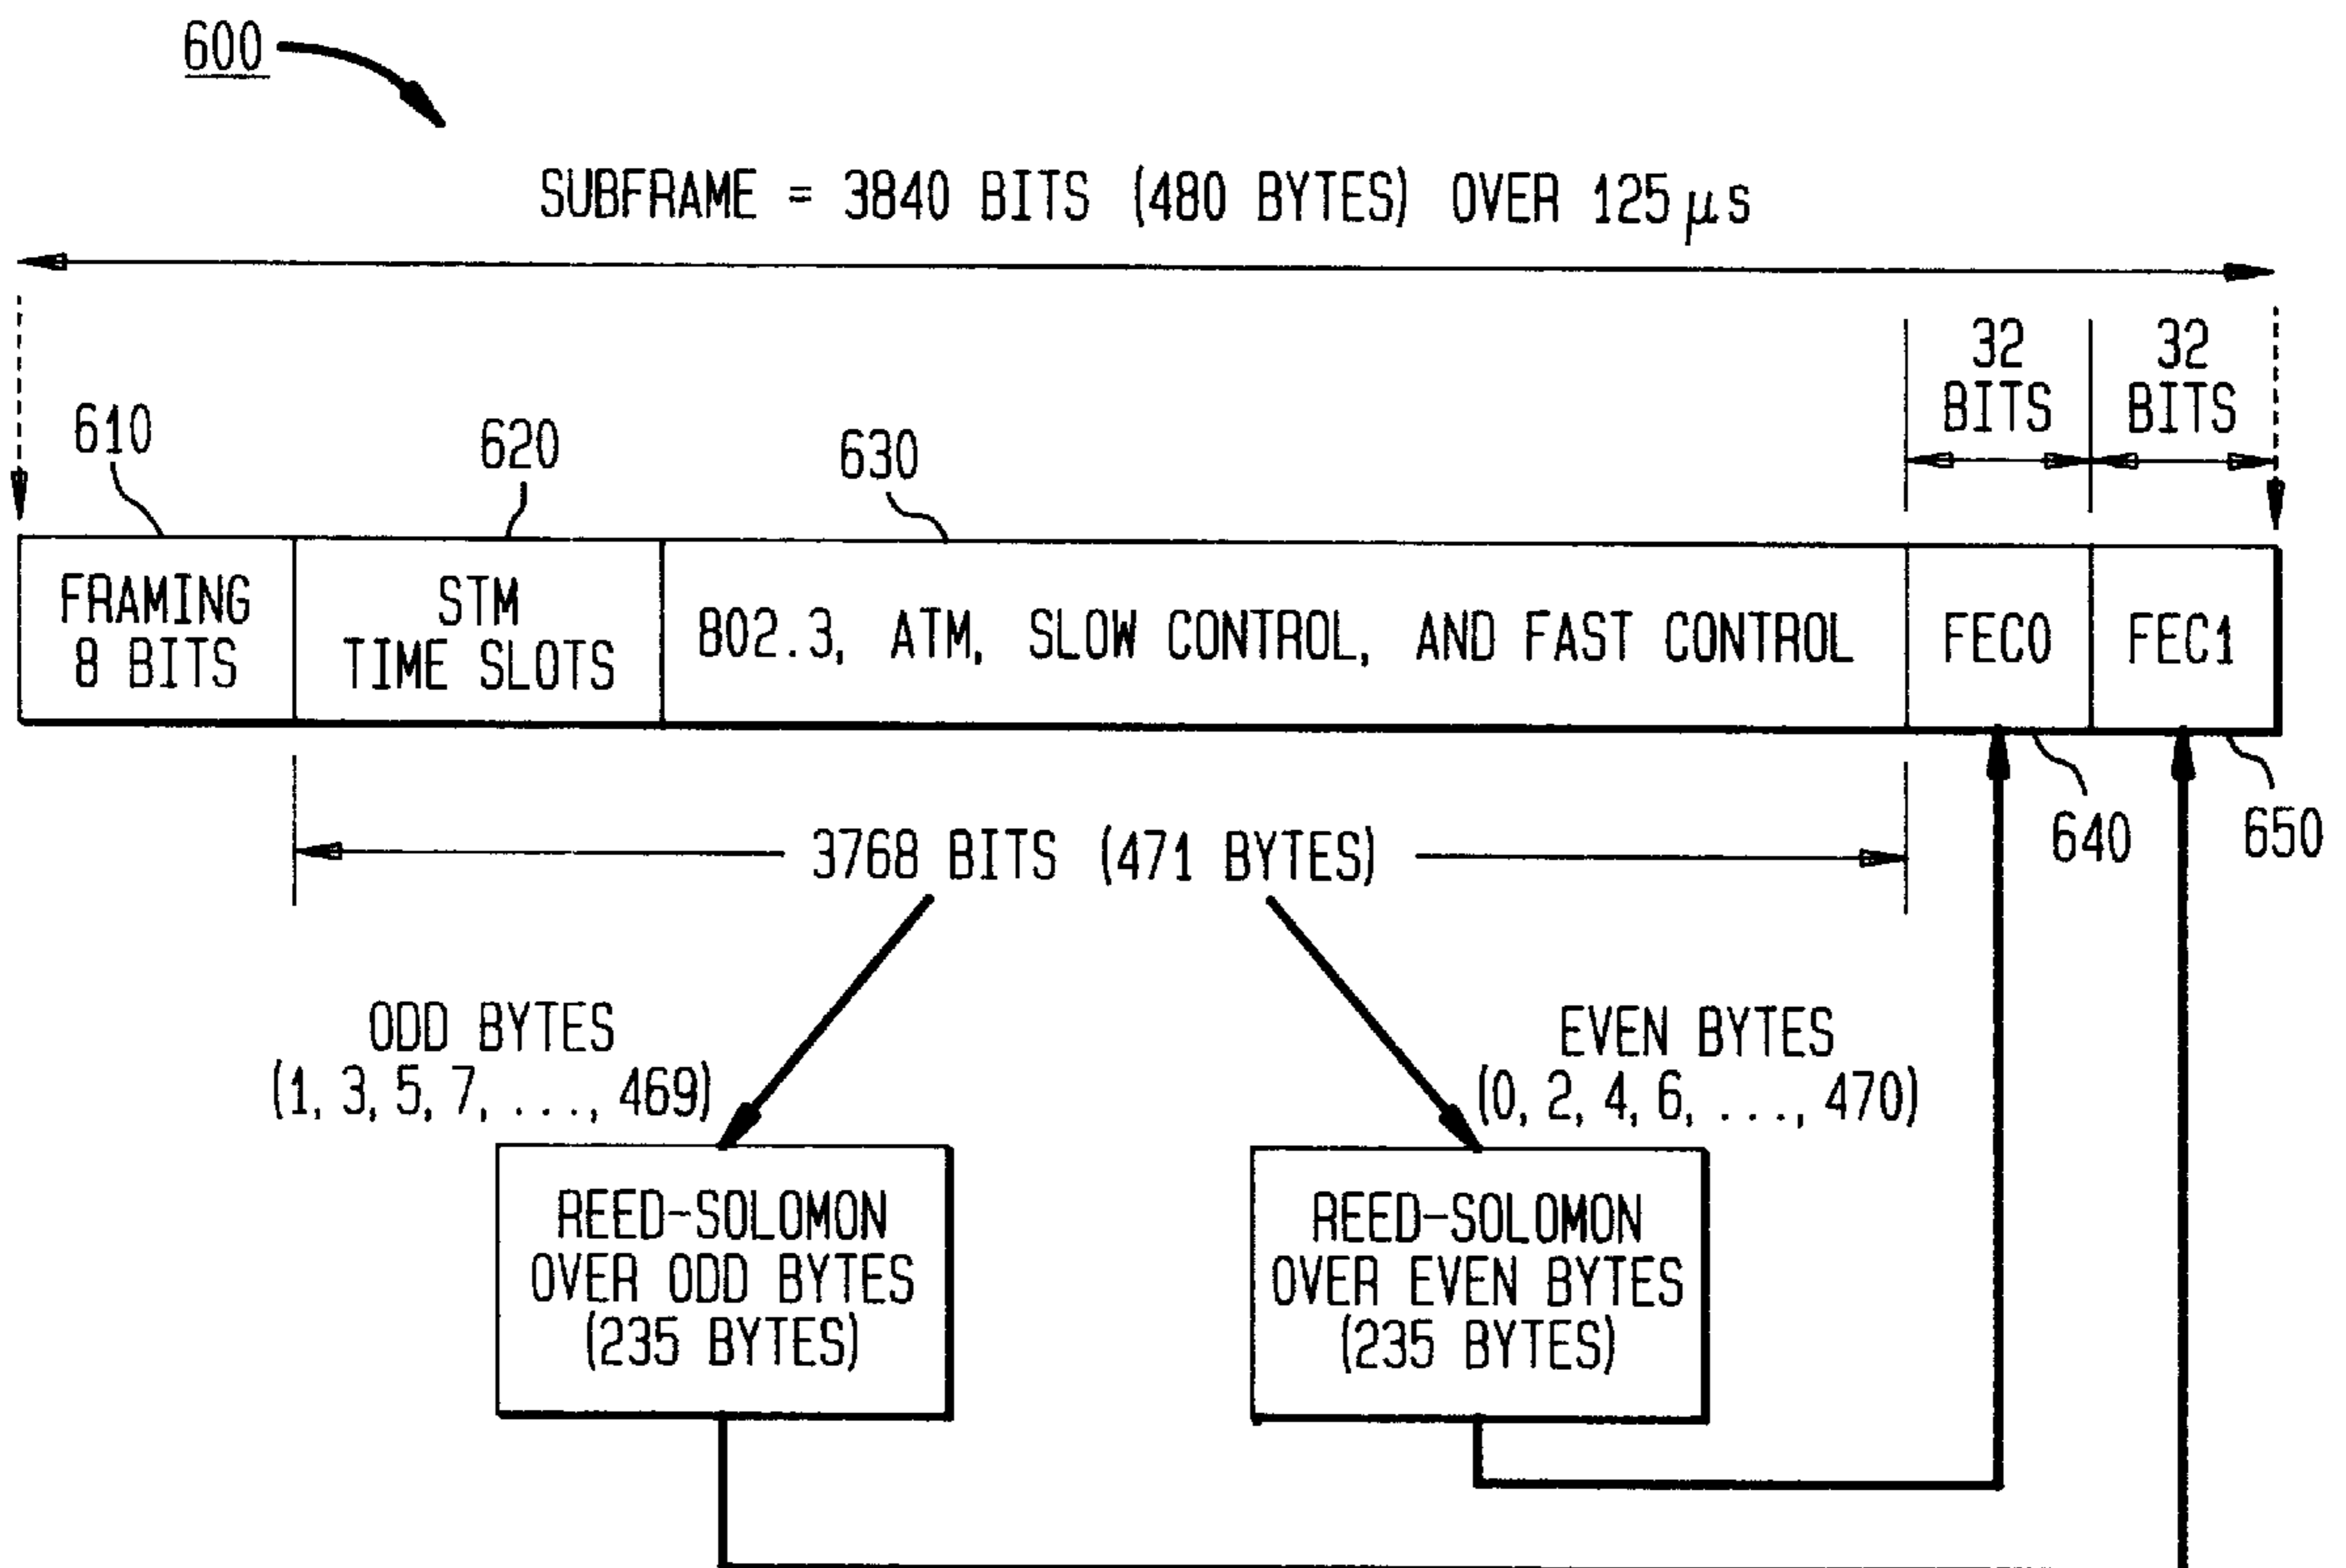 600
SUBFRAME = 3840 BITS (480 BYTES) OVER 125 µs
32
BITS
32
BITS
610
620
630
FRAMING
8 BITS
STM
TIME SLOTS
802.3, ATM, SLOW CONTROL, AND FAST CONTROL
FEC0
FEC1
640
650
3768 BITS (471 BYTES)
ODD BYTES
(1, 3, 5, 7, . . ., 469)
EVEN BYTES
(0, 2, 4, 6, . . ., 470)
REED-SOLOMON
OVER ODD BYTES
(235 BYTES)
REED-SOLOMON
OVER EVEN BYTES
(235 BYTES)